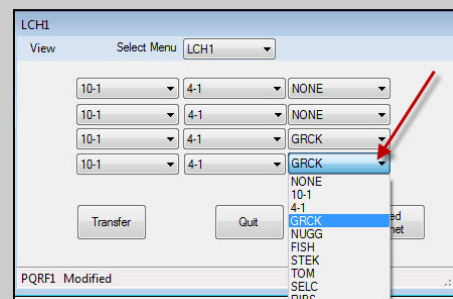 LCH1
View Select Menu LCH1
10-1 4-1 NONE
10-1 4-1 NONE
10-1 4-1 GRCK
10-1 4-1 GRCK
NONE
10-1
4-1
GRCK
NUGG
FISH
STEK
TOM
SELC
Transfer Quit
PQRF1 Modified